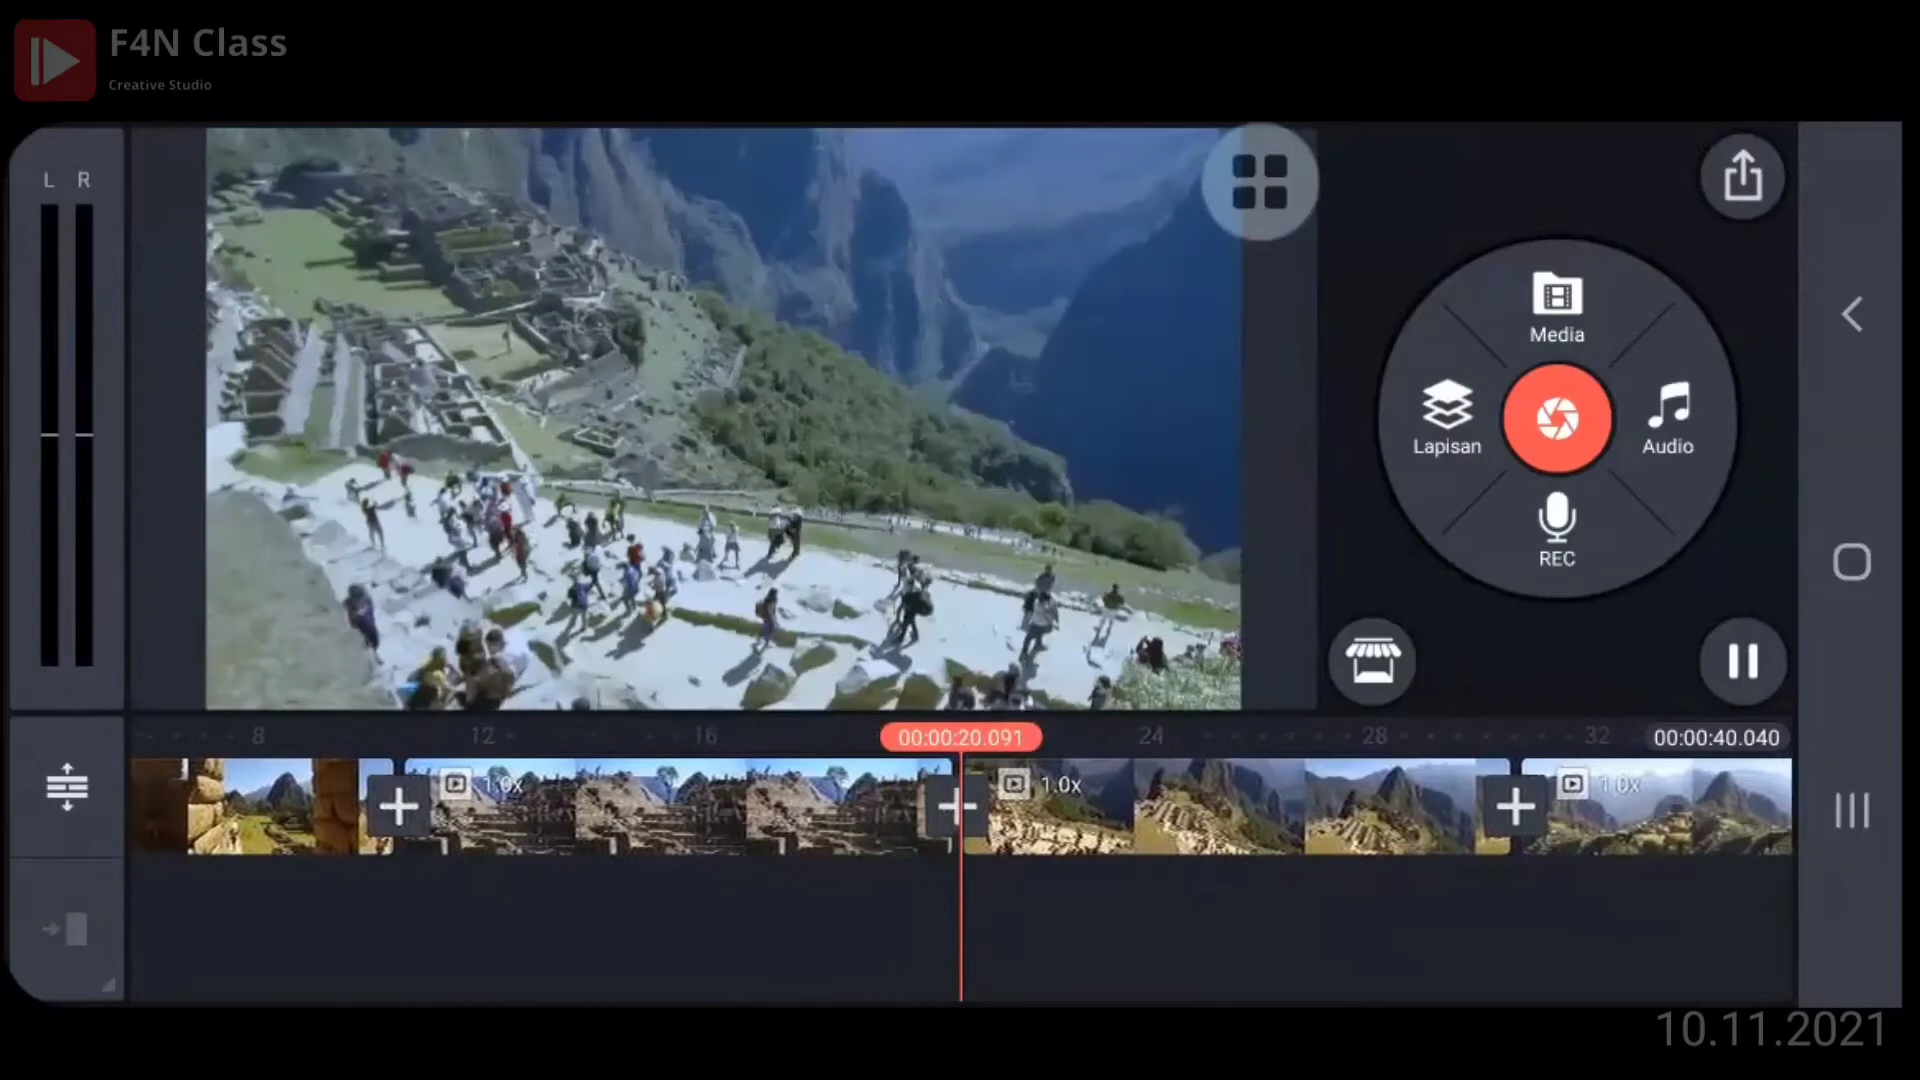 F4N Class
Creative Studio
L R
Media
Lapisan
Audio
REC
8 12 16 00:00:20.091 24 28 32 00:00:40.040
1.0x 1.0x 1.0x
10.11.2021